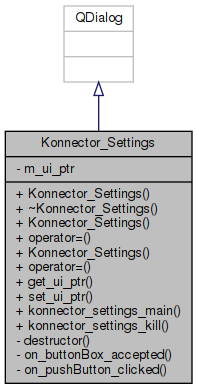 QDialog
Konnector_Settings
- m_ui_ptr
+ Konnector_Settings()
+ ~Konnector_Settings()
+ Konnector_Settings()
+ operator=()
+ Konnector_Settings()
+ operator=()
+ get_ui_ptr()
+ set_ui_ptr()
+ konnector_settings_main()
+ konnector_settings_kill()
- destructor()
- on_buttonBox_accepted()
- on_pushButton_clicked()